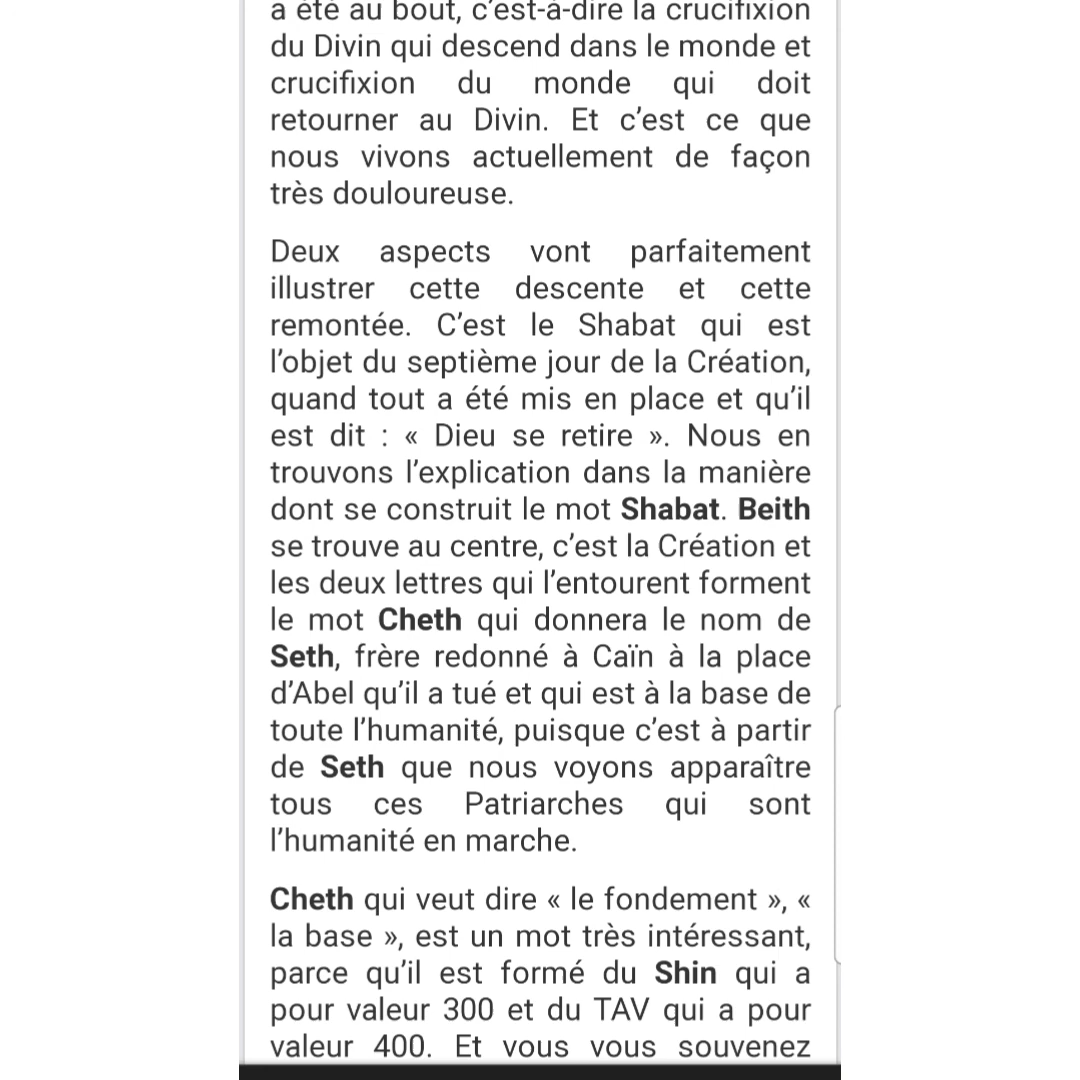 a été au bout, c’est-à-dire la crucifixion
du Divin qui descend dans le monde et
crucifixion du monde qui doit
retourner au Divin. Et c’est ce que
nous vivons actuellement de façon
très douloureuse.
Deux aspects vont parfaitement
illustrer cette descente et cette
remontée. C’est le Shabat qui est
l’objet du septième jour de la Création,
quand tout a été mis en place et qu’il
est dit : « Dieu se retire ». Nous en
trouvons l’explication dans la manière
dont se construit le mot Shabat. Beith
se trouve au centre, c’est la Création et
les deux lettres qui l’entourent forment
le mot Cheth qui donnera le nom de
Seth, frère redonné à Caïn à la place
d’Abel qu’il a tué et qui est à la base de
toute l’humanité, puisque c’est à partir
de Seth que nous voyons apparaître
tous ces Patriarches qui sont
l’humanité en marche.
Cheth qui veut dire « le fondement », «
la base », est un mot très intéressant,
parce qu’il est formé du Shin qui a
pour valeur 300 et du TAV qui a pour
valeur 400. Et vous vous souvenez